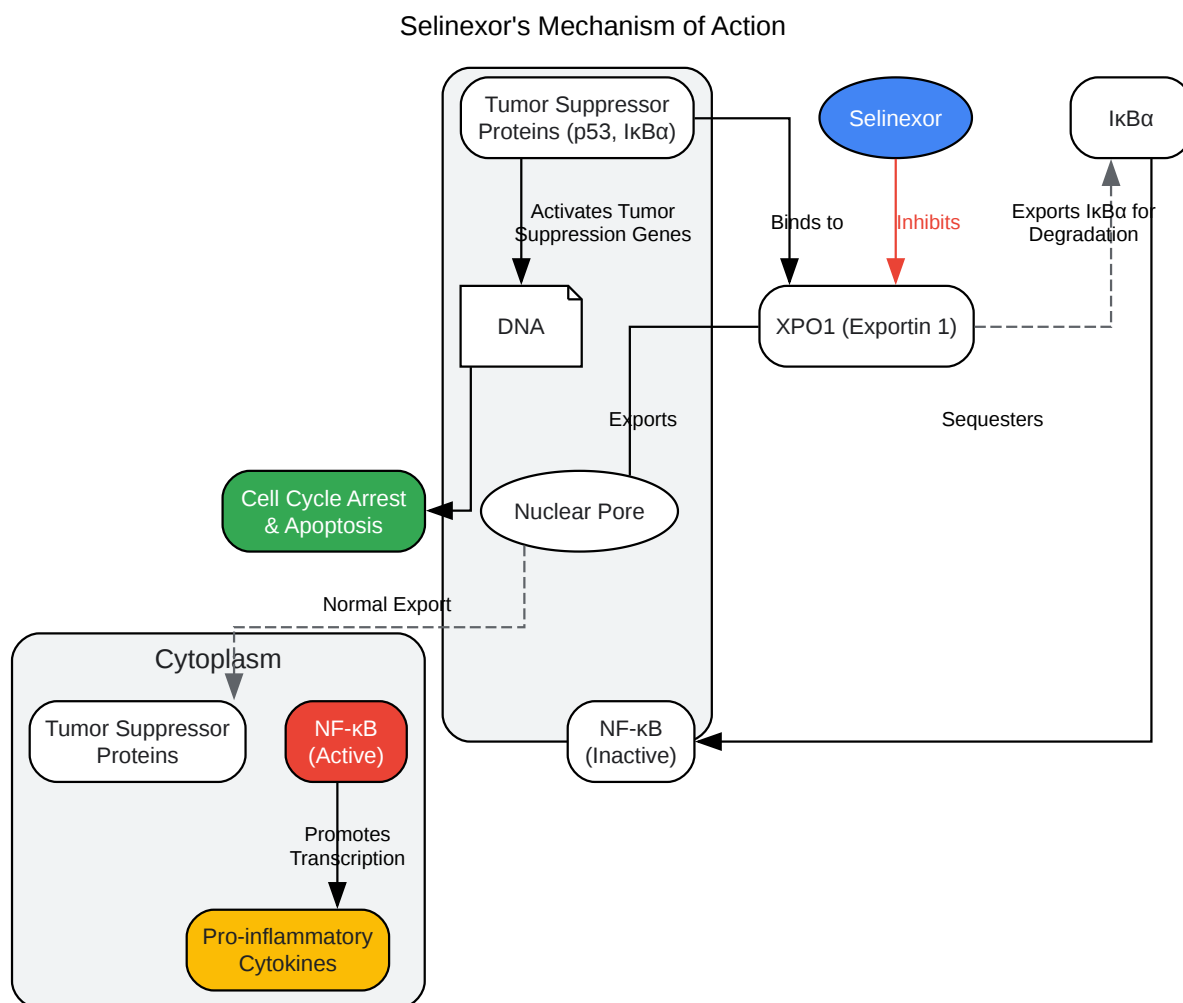 Selinexor's Mechanism of Action
Tumor Suppressor
Proteins (p53, IκBα)
Selinexor
IκBα
Activates Tumor
Suppression Genes
Binds to
Inhibits
Exports IκBα for
Degradation
DNA
XPO1 (Exportin 1)
Exports
Sequesters
Cell Cycle Arrest
& Apoptosis
Nuclear Pore
Normal Export
Cytoplasm
Tumor Suppressor
Proteins
NF-κB
(Active)
NF-κB
(Inactive)
Promotes
Transcription
Pro-inflammatory
Cytokines